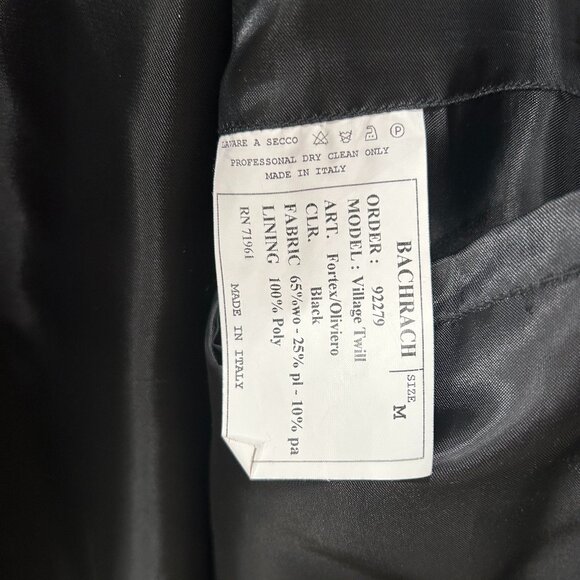 LAVARE A SECCO
PROFESSONAL DRY CLEAN ONLY
MADE IN ITALY
BACHRACH
SIZE M
ORDER : 92279
MODEL : Village Twill
ART. Fortex/Oliviero
CLR. Black
FABRIC 65%wo - 25% pl - 10% pa
LINING 100% Poly
RN 71961 MADE IN ITALY